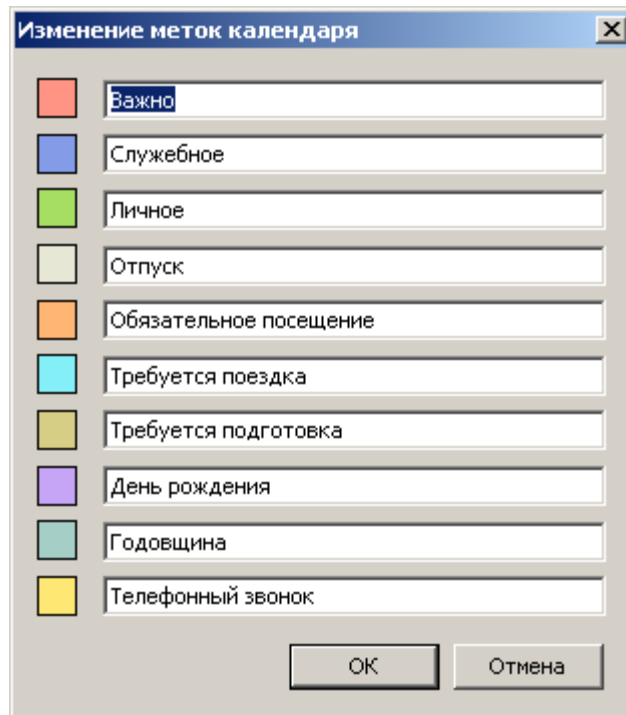 Изменение меток календаря
Важно
Служебное
Личное
Отпуск
Обязательное посещение
Требуется поездка
Требуется подготовка
День рождения
Годовщина
Телефонный звонок
ОК Отмена